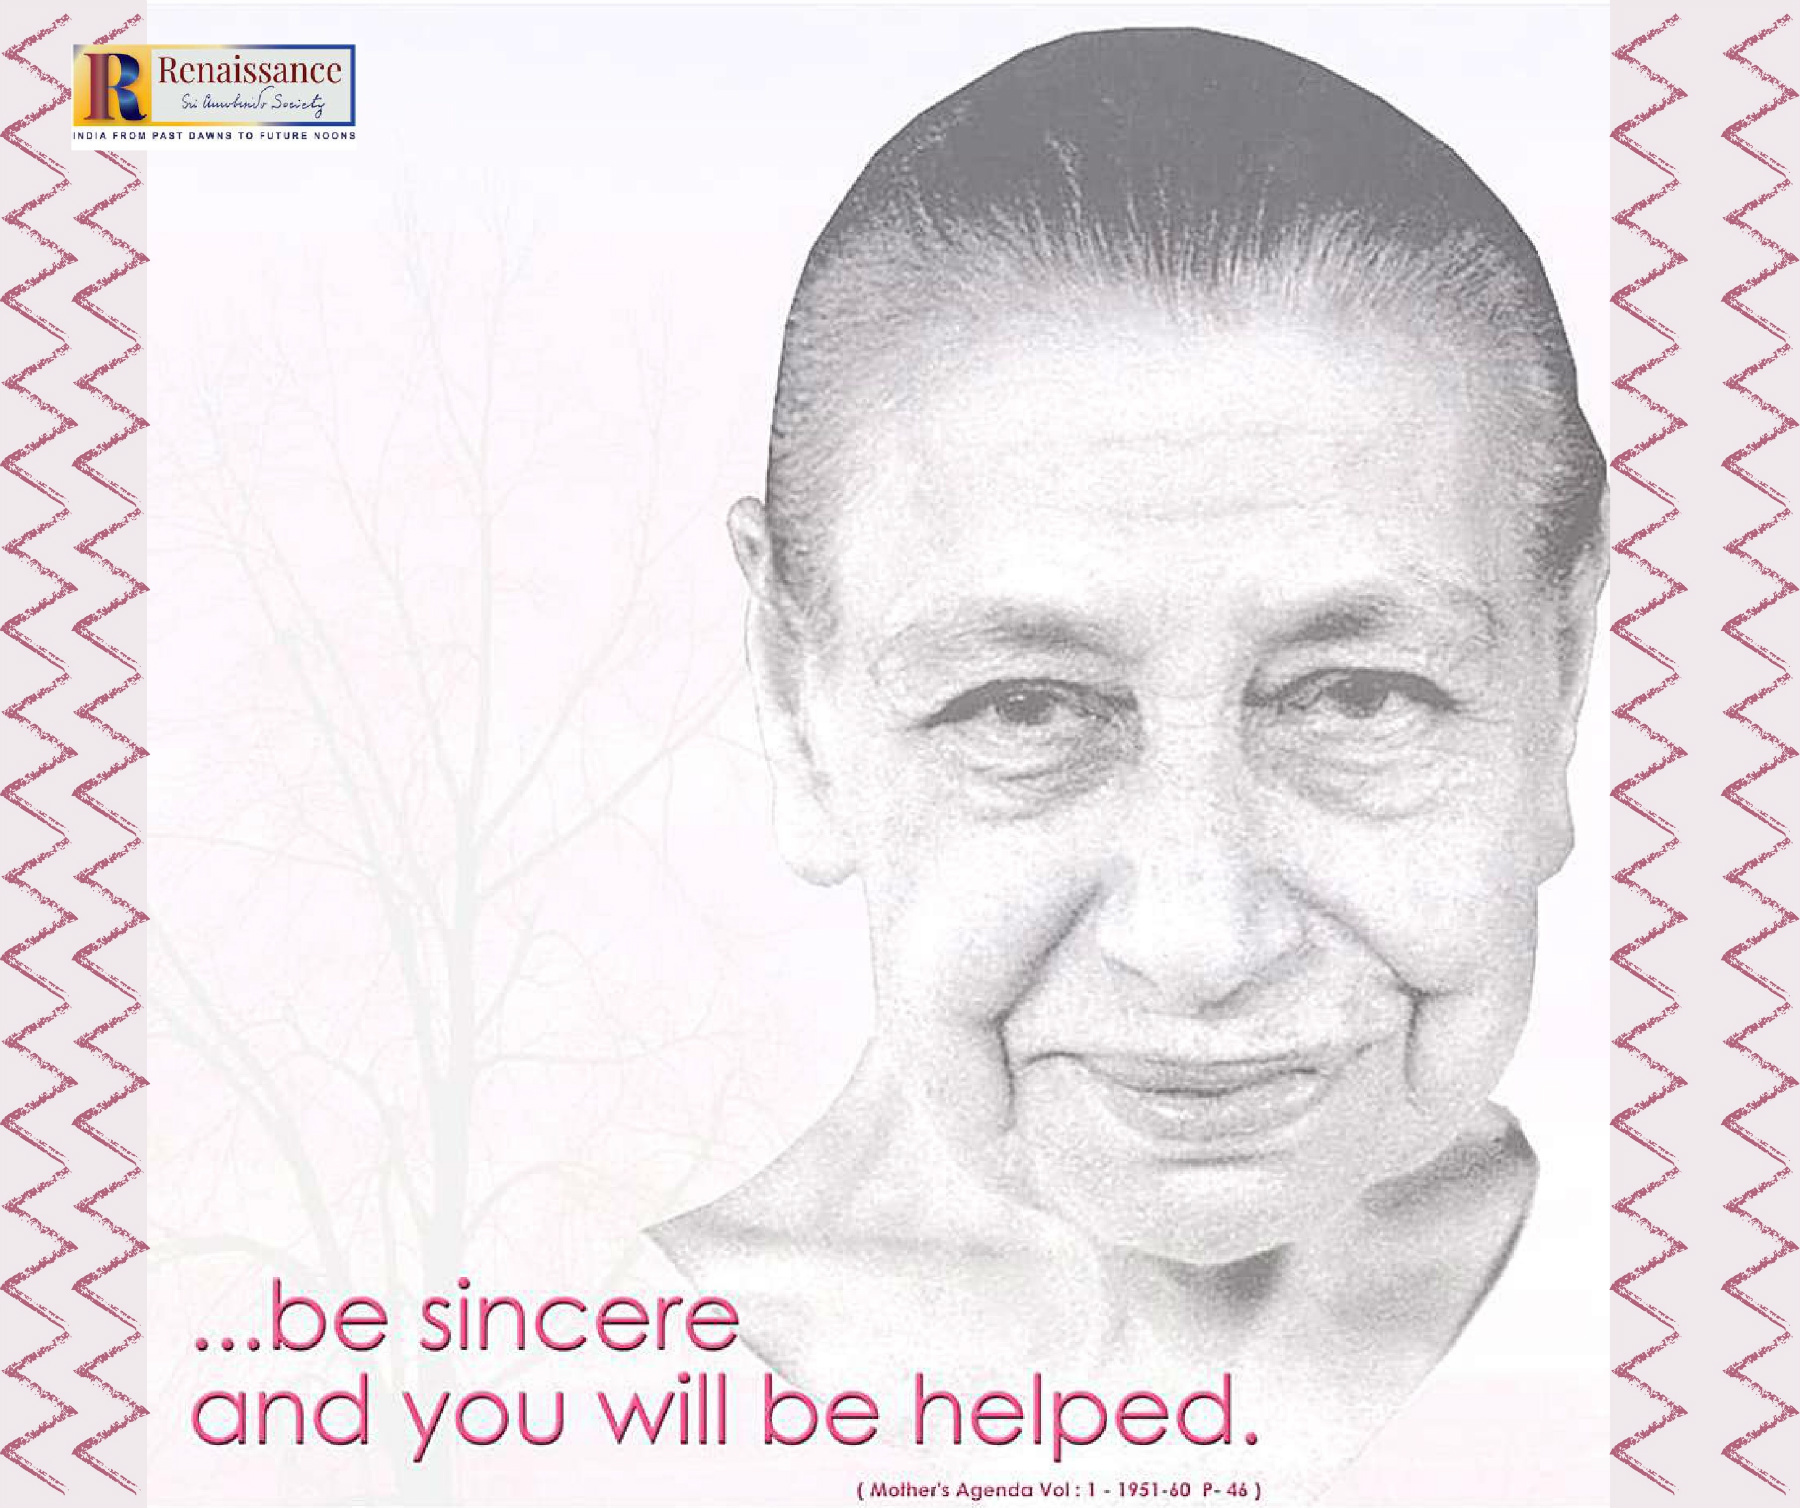 R Renaissance
Sri Aurobindo Society
INDIA FROM PAST DAWNS TO FUTURE NOONS
...be sincere
and you will be helped.
( Mother's Agenda Vol : 1 - 1951-60 P- 46 )